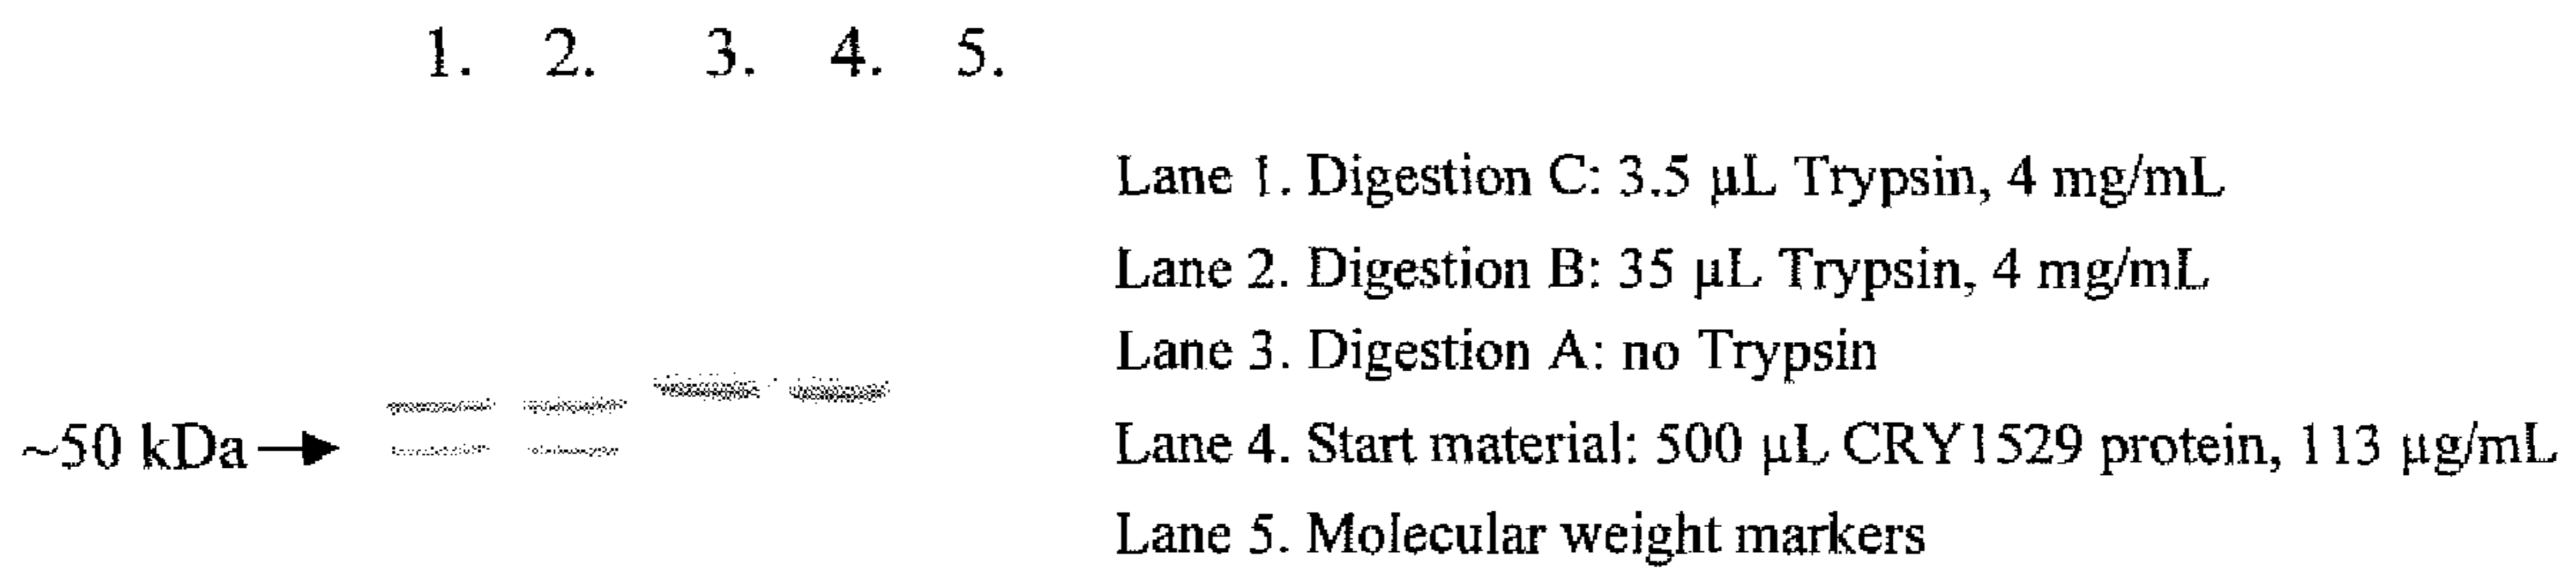 1. 2. 3. 4. 5.
Lane 1. Digestion C: 3.5 µL Trypsin, 4 mg/mL
Lane 2. Digestion B: 35 µL Trypsin, 4 mg/mL
Lane 3. Digestion A: no Trypsin
~50 kDa
Lane 4. Start material: 500 µL CRY1529 protein, 113 µg/mL
Lane 5. Molecular weight markers